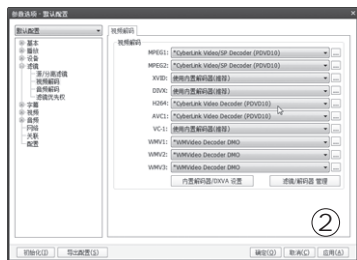 参数选项 - 默认配置
默认配置
基本
播放
设备
滤镜
源/分离滤镜
视频解码
音频解码
滤镜优先权
字幕
视频
音频
网络
关联
配置
视频解码
视频解码
MPEG1: *CyberLink Video/SP Decoder (PDVD10)
MPEG2: *CyberLink Video/SP Decoder (PDVD10)
XVID: 使用内置解码器(推荐)
DIVX: 使用内置解码器(推荐)
H264: *CyberLink Video Decoder (PDVD10)
AVC1: *CyberLink Video Decoder (PDVD10)
VC-1: 使用内置解码器(推荐)
WMV1: *WMVideo Decoder DMO
WMV2: *WMVideo Decoder DMO
WMV3: *WMVideo Decoder DMO
内置解码器/DXVA 设置
滤镜/解码器 管理
②
初始化(I)
导出配置(S)
确定(O)
取消(C)
应用(A)